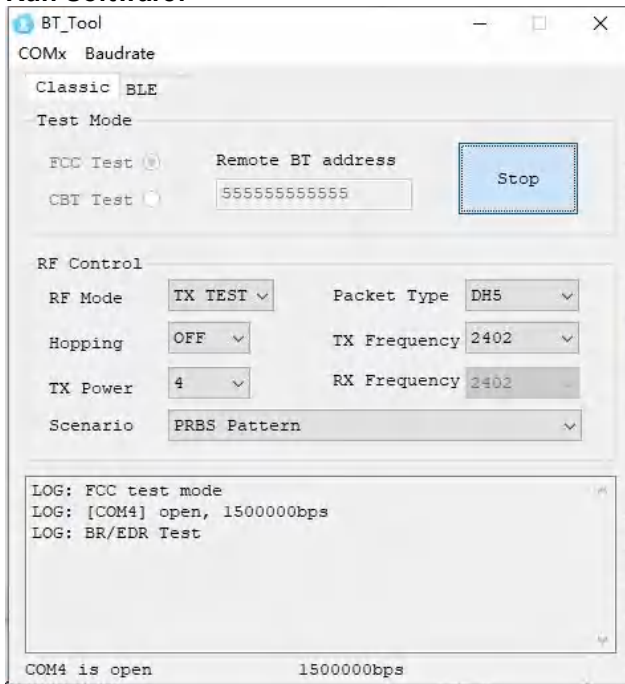 Run Software:
BT_Tool
COMx Baudrate
Classic BLE
Test Mode
FCC Test Remote BT address
Stop
CBT Test 555555555555
RF Control
RF Mode TX TEST Packet Type DH5
Hopping OFF TX Frequency 2402
TX Power 4 RX Frequency 2402
Scenario PRBS Pattern
LOG: FCC test mode
LOG: [COM4] open, 1500000bps
LOG: BR/EDR Test
COM4 is open 1500000bps